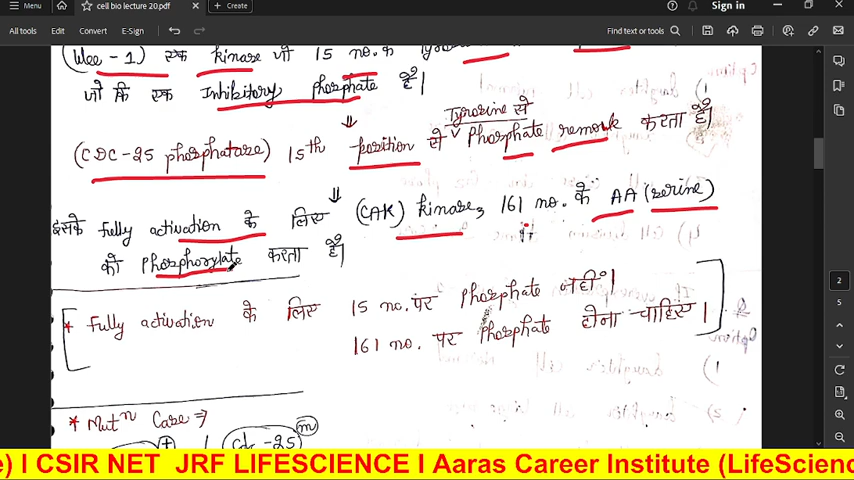 Menu
cell bio lecture 20.pdf
+ Create
Sign in
All tools Edit Convert E-Sign
Find text or tools
(Wee-1) एक kinase जो 15 no. के
जो कि एक Inhibitory phosphate है।
Tyrosine से
(CDC-25 phosphatase) 15th position से phosphate remove करता है।
इसके fully activation के लिए (CAK) kinase, 161 no. के AA (serine)
को phosphorylate करता है।
* Fully activation के लिए 15 no. पर phosphate नहीं।
161 no. पर phosphate होना चाहिए।
* Mutn Case ⇒
Cdc-25 m
2
5
) I CSIR NET JRF LIFESCIENCE I Aaras Career Institute (LifeScien